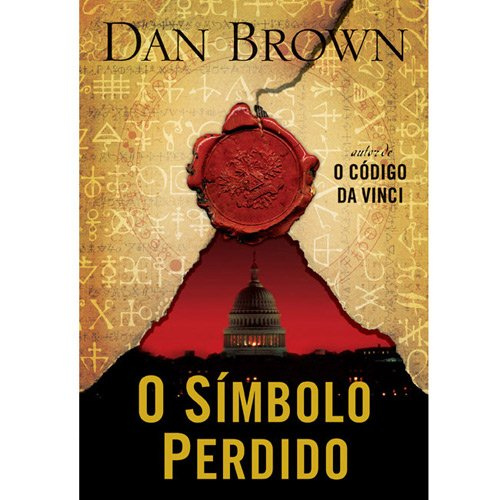 DAN BROWN
autor de
O CÓDIGO
DA VINCI
O SÍMBOLO
PERDIDO